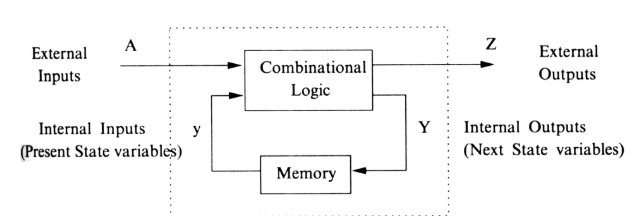 External
Inputs
A
Combinational
Logic
Z
External
Outputs
Internal Inputs
(Present State variables)
y
Y
Internal Outputs
(Next State variables)
Memory